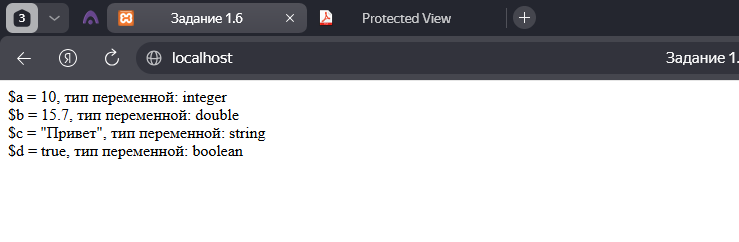 3
Задание 1.6
Protected View
localhost
Задание 1.
$a = 10, тип переменной: integer
$b = 15.7, тип переменной: double
$c = "Привет", тип переменной: string
$d = true, тип переменной: boolean